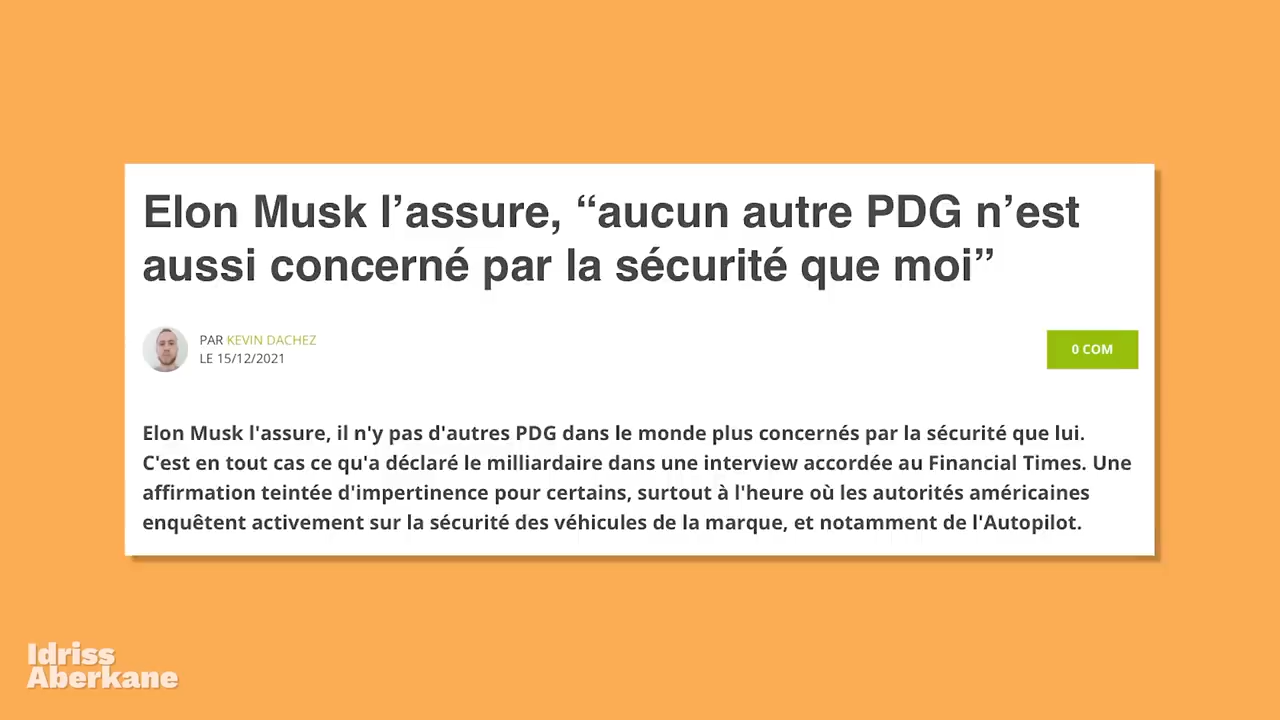 Elon Musk l’assure, “aucun autre PDG n’est
aussi concerné par la sécurité que moi”
PAR KEVIN DACHEZ
LE 15/12/2021
0 COM
Elon Musk l'assure, il n'y pas d'autres PDG dans le monde plus concernés par la sécurité que lui.
C'est en tout cas ce qu'a déclaré le milliardaire dans une interview accordée au Financial Times. Une
affirmation teintée d'impertinence pour certains, surtout à l'heure où les autorités américaines
enquêtent activement sur la sécurité des véhicules de la marque, et notamment de l'Autopilot.
Idriss
Aberkane